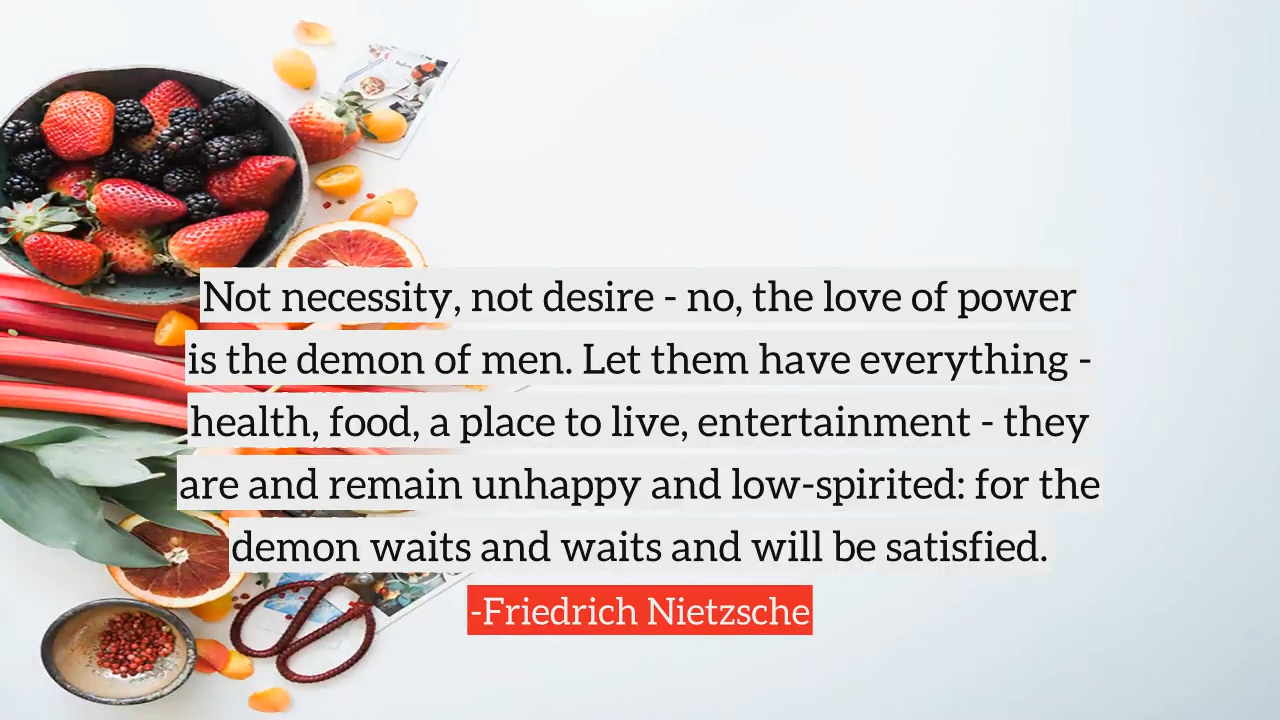 Not necessity, not desire - no, the love of power
is the demon of men. Let them have everything -
health, food, a place to live, entertainment - they
are and remain unhappy and low-spirited: for the
demon waits and waits and will be satisfied.
-Friedrich Nietzsche